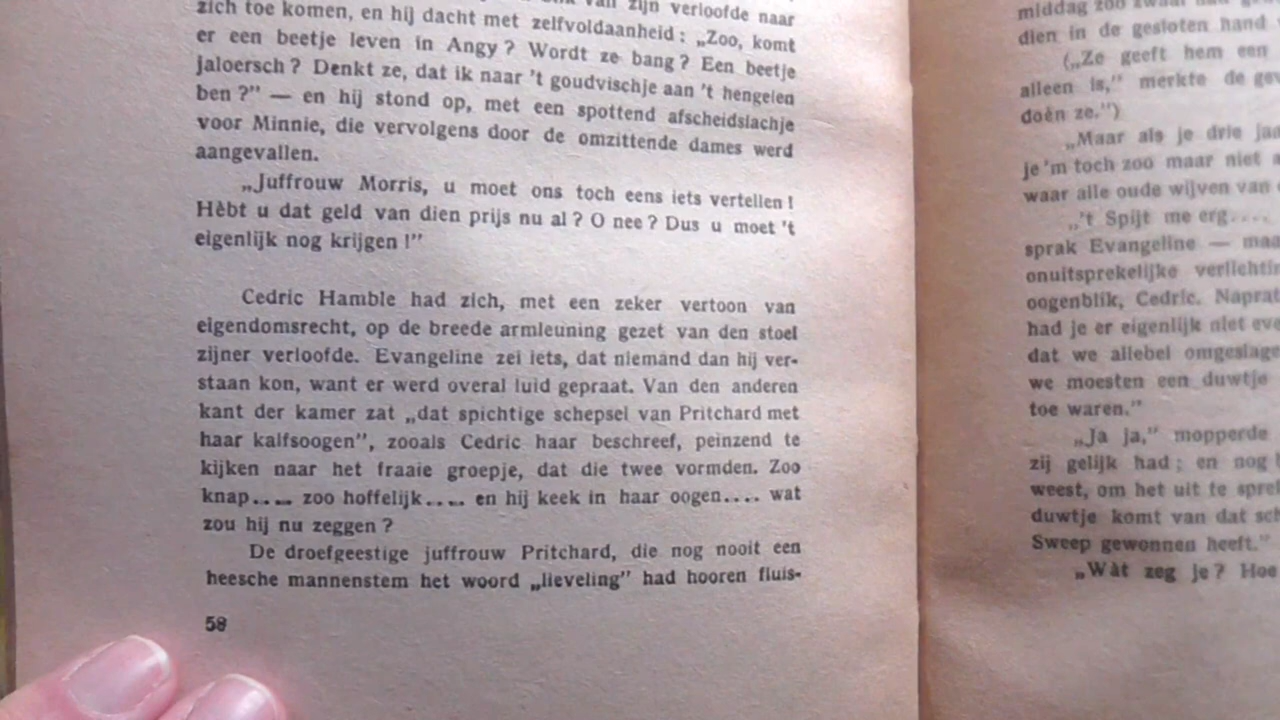 van zijn verloofde naar
zich toe komen, en hij dacht met zelfvoldaanheid: „Zoo, komt
er een beetje leven in Angy? Wordt ze bang? Een beetje
jaloersch? Denkt ze, dat ik naar 't goudvischje aan 't hengelen
ben?” — en hij stond op, met een spottend afscheidslachje
voor Minnie, die vervolgens door de omzittende dames werd
aangevallen.
„Juffrouw Morris, u moet ons toch eens iets vertellen!
Hèbt u dat geld van dien prijs nu al? O nee? Dus u moet 't
eigenlijk nog krijgen!”
Cedric Hamble had zich, met een zeker vertoon van
eigendomsrecht, op de breede armleuning gezet van den stoel
zijner verloofde. Evangeline zei iets, dat niemand dan hij ver-
staan kon, want er werd overal luid gepraat. Van den anderen
kant der kamer zat „dat spichtige schepsel van Pritchard met
haar kalfsoogen”, zooals Cedric haar beschreef, peinzend te
kijken naar het fraaie groepje, dat die twee vormden. Zoo
knap.... zoo hoffelijk.... en hij keek in haar oogen.... wat
zou hij nu zeggen?
De droefgeestige juffrouw Pritchard, die nog nooit een
heesche mannenstem het woord „lieveling” had hooren fluis-
58
middag zoo zwaar had
dien in de gesloten hand
(„Ze geeft hem een
alleen is,” merkte de
doèn ze.”)
„Maar als je drie
je 'm toch zoo maar niet
waar alle oude wijven van
„'t Spijt me erg....
sprak Evangeline —
onuitsprekelijke
oogenblik, Cedric.
had je er eigenlijk niet
dat we allebei
we moesten een duwtje
toe waren.”
„Ja ja,” mopperde
zij gelijk had; en nog
weest, om het uit te
duwtje komt van dat
Sweep gewonnen heeft.”
„Wàt zeg je? Hoe